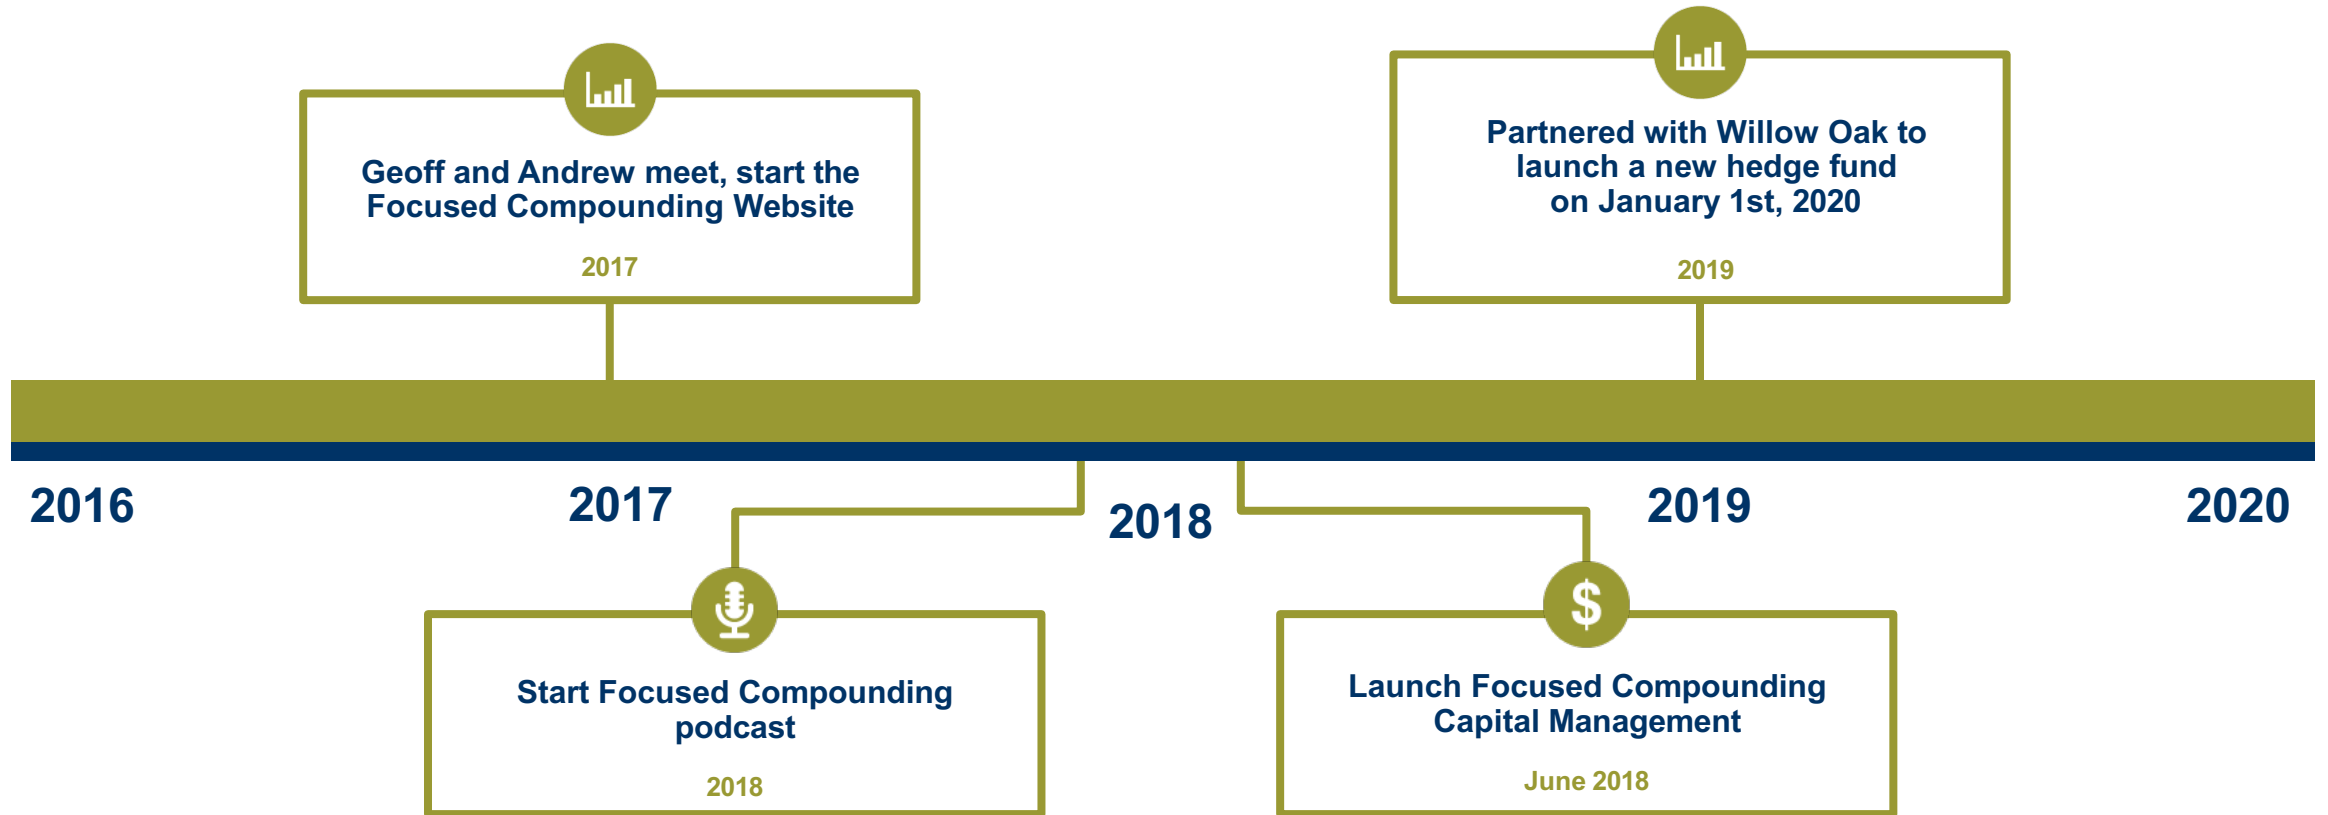 Geoff and Andrew meet, start the
Focused Compounding Website
2017
Partnered with Willow Oak to
launch a new hedge fund
on January 1st, 2020
2019
2016
2017
2018
2019
2020
Start Focused Compounding
podcast
2018
Launch Focused Compounding
Capital Management
June 2018